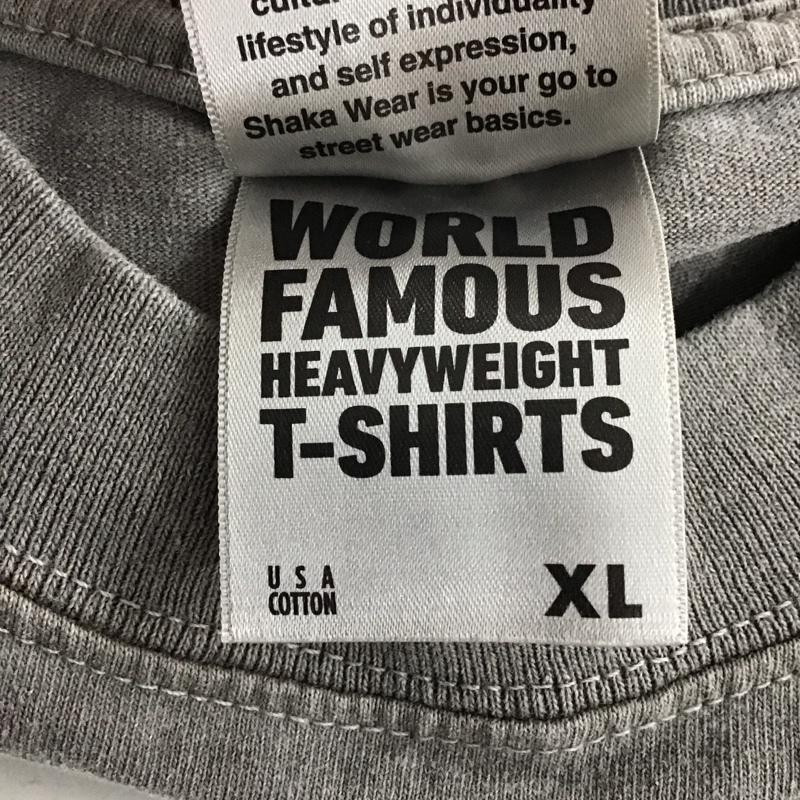 lifestyle of individuality
and self expression,
Shaka Wear is your go to
street wear basics.
WORLD
FAMOUS
HEAVYWEIGHT
T-SHIRTS
USA
COTTON
XL